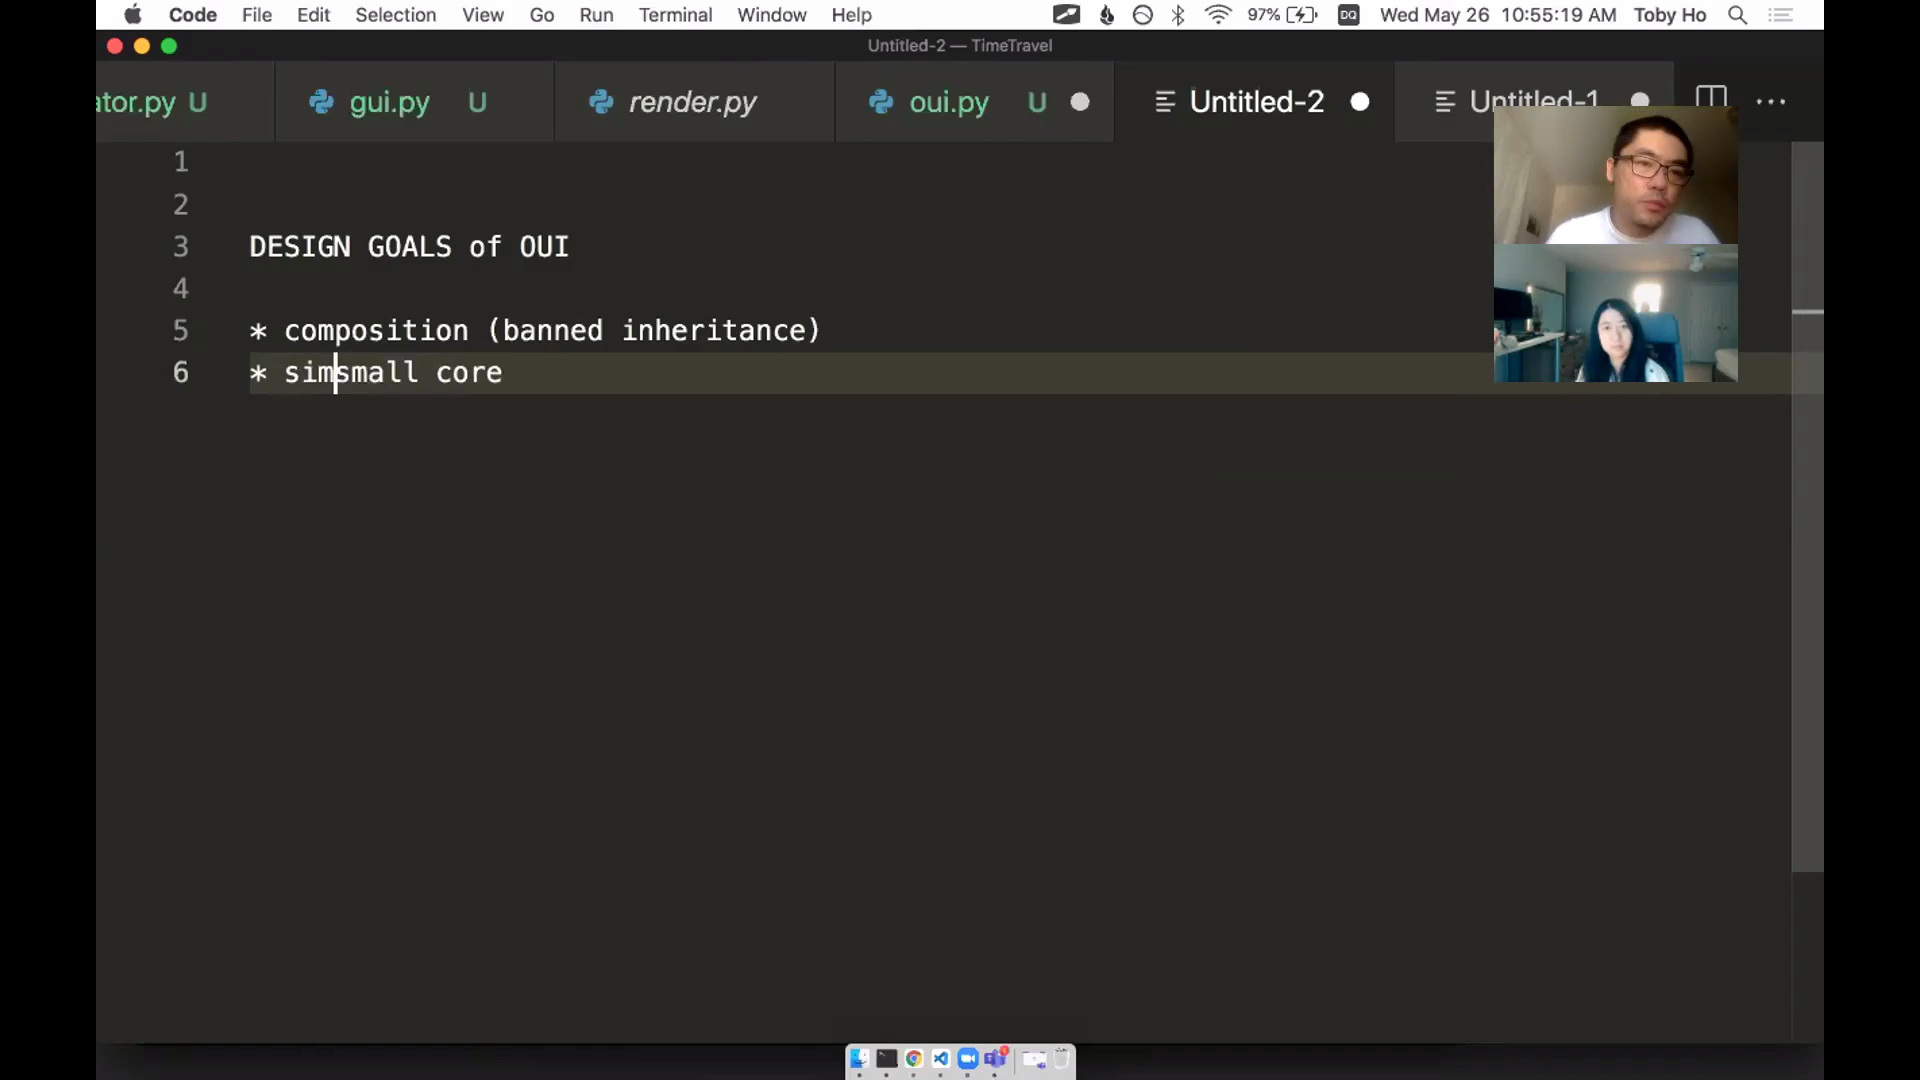 Code File Edit Selection View Go Run Terminal Window Help 97% DQ Wed May 26 10:55:19 AM Toby Ho
Untitled-2 — TimeTravel
ator.py U gui.py U render.py oui.py U Untitled-2 Untitled-1 ...
1
2
3 DESIGN GOALS of OUI
4
5 * composition (banned inheritance)
6 * simsmall core